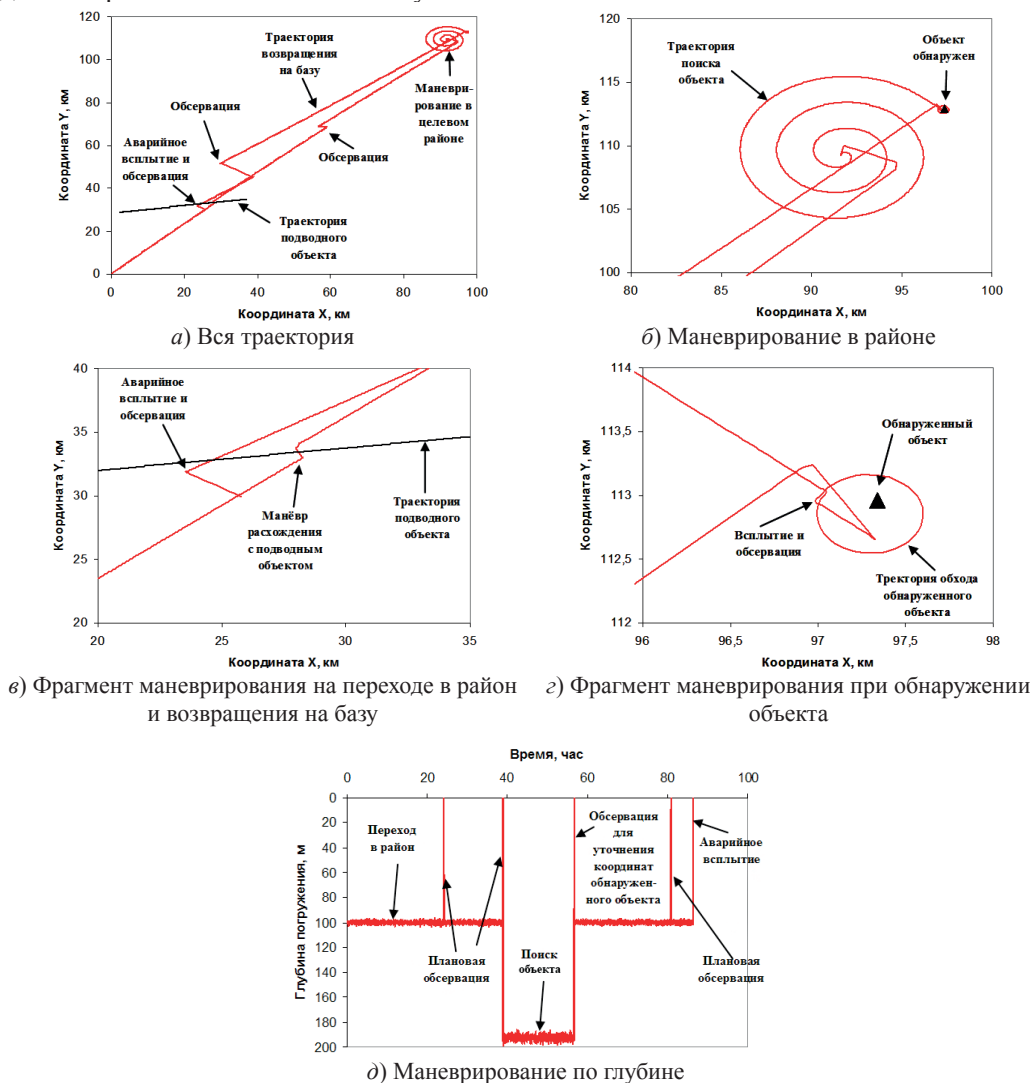 120
100
80
60
40
20
0
Координата Y, км
0
20
40
60
80
100
Координата X, км
Траектория
возвращения
на базу
Обсервация
Аварийное
всплытие и
обсервация
Маневри-
рование в
целевом
районе
Обсервация
Траектория
подводного
объекта
а) Вся траектория
120
115
110
105
100
Координата Y, км
80
85
90
95
100
Координата X, км
Траектория
поиска
объекта
Объект
обнаружен
б) Маневрирование в районе
40
35
30
25
20
Координата Y, км
20
25
30
35
Координата X, км
Аварийное
всплытие и
обсервация
Манёвр
расхождения
с подводным
объектом
Траектория
подводного
объекта
в) Фрагмент маневрирования на переходе в район
и возвращения на базу
114
113,5
113
112,5
112
Координата Y, км
96
96,5
97
97,5
98
Координата X, км
Обнаруженный
объект
Всплытие и
обсервация
Тректория обхода
обнаруженного
объекта
г) Фрагмент маневрирования при обнаружении
объекта
Время, час
0
20
40
60
80
100
0
20
40
60
80
100
120
140
160
180
200
Глубина погружения, м
Переход
в район
Плановая
обсервация
Поиск
объекта
Обсервация
для
уточнения
координат
обнаружен-
ного объекта
Аварийное
всплытие
Плановая
обсервация
д) Маневрирование по глубине